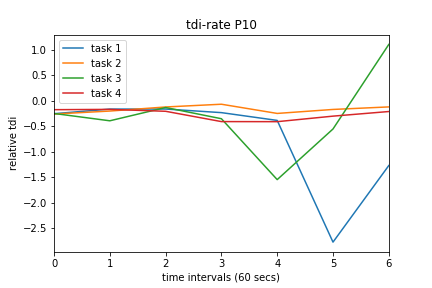 tdi-rate P10
1.0
0.5
0.0
−0.5
−1.0
−1.5
−2.0
−2.5
relative tdi
task 1
task 2
task 3
task 4
0 1 2 3 4 5 6
time intervals (60 secs)